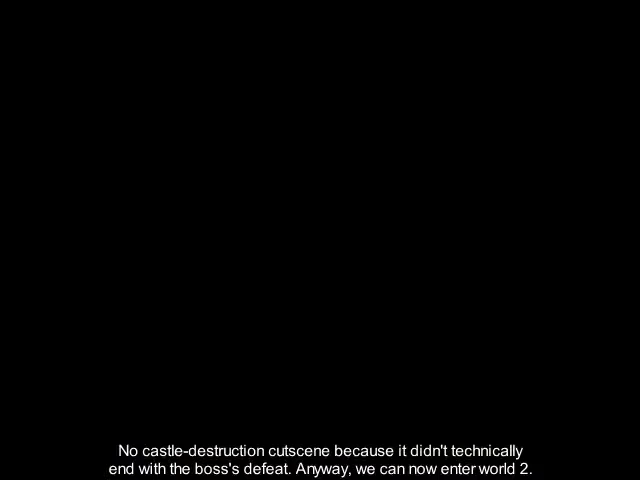 No castle-destruction cutscene because it didn't technically
end with the boss's defeat. Anyway, we can now enter world 2.